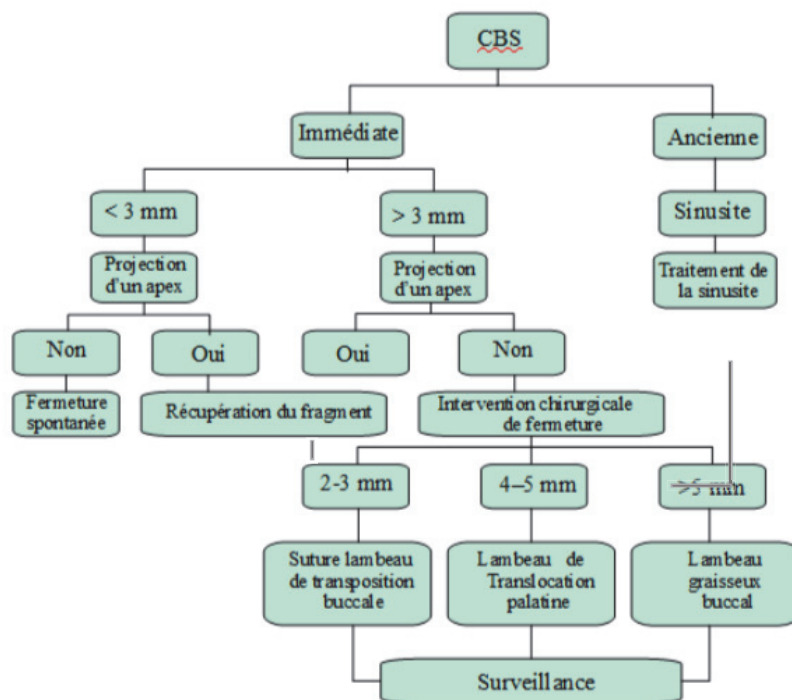 CBS
Immédiate
Ancienne
< 3 mm
> 3 mm
Sinusite
Projection
d'un apex
Projection
d'un apex
Traitement de
la sinusite
Non
Oui
Oui
Non
Fermeture
spontanée
Récupération du fragment
Intervention chirurgicale
de fermeture
2-3 mm
4–5 mm
>5 mm
Suture lambeau
de transposition
buccale
Lambeau de
Translocation
palatine
Lambeau
graisseux
buccal
Surveillance